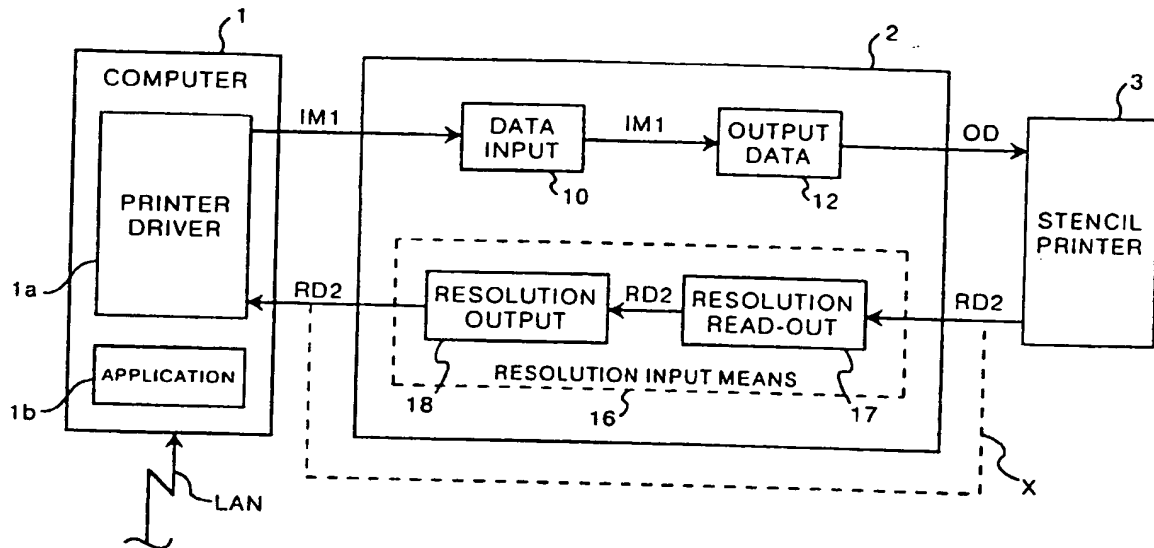 1
2
3
COMPUTER
IM1
DATA
INPUT
10
IM1
OUTPUT
DATA
12
OD
STENCIL
PRINTER
PRINTER
DRIVER
1a
RD2
RESOLUTION
OUTPUT
18
RD2
RESOLUTION
READ-OUT
17
RD2
RESOLUTION INPUT MEANS
16
APPLICATION
1b
LAN
X